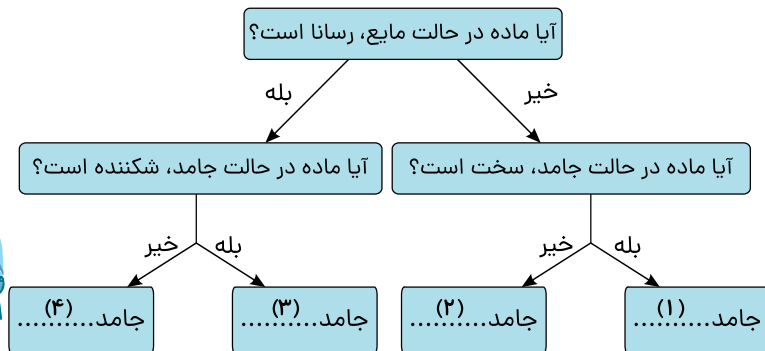 آیا ماده در حالت مایع، رسانا است؟
خیر
بله
آیا ماده در حالت جامد، سخت است؟
آیا ماده در حالت جامد، شکننده است؟
بله
خیر
بله
خیر
جامد..........(۱)
جامد..........(۲)
جامد..........(۳)
جامد..........(۴)